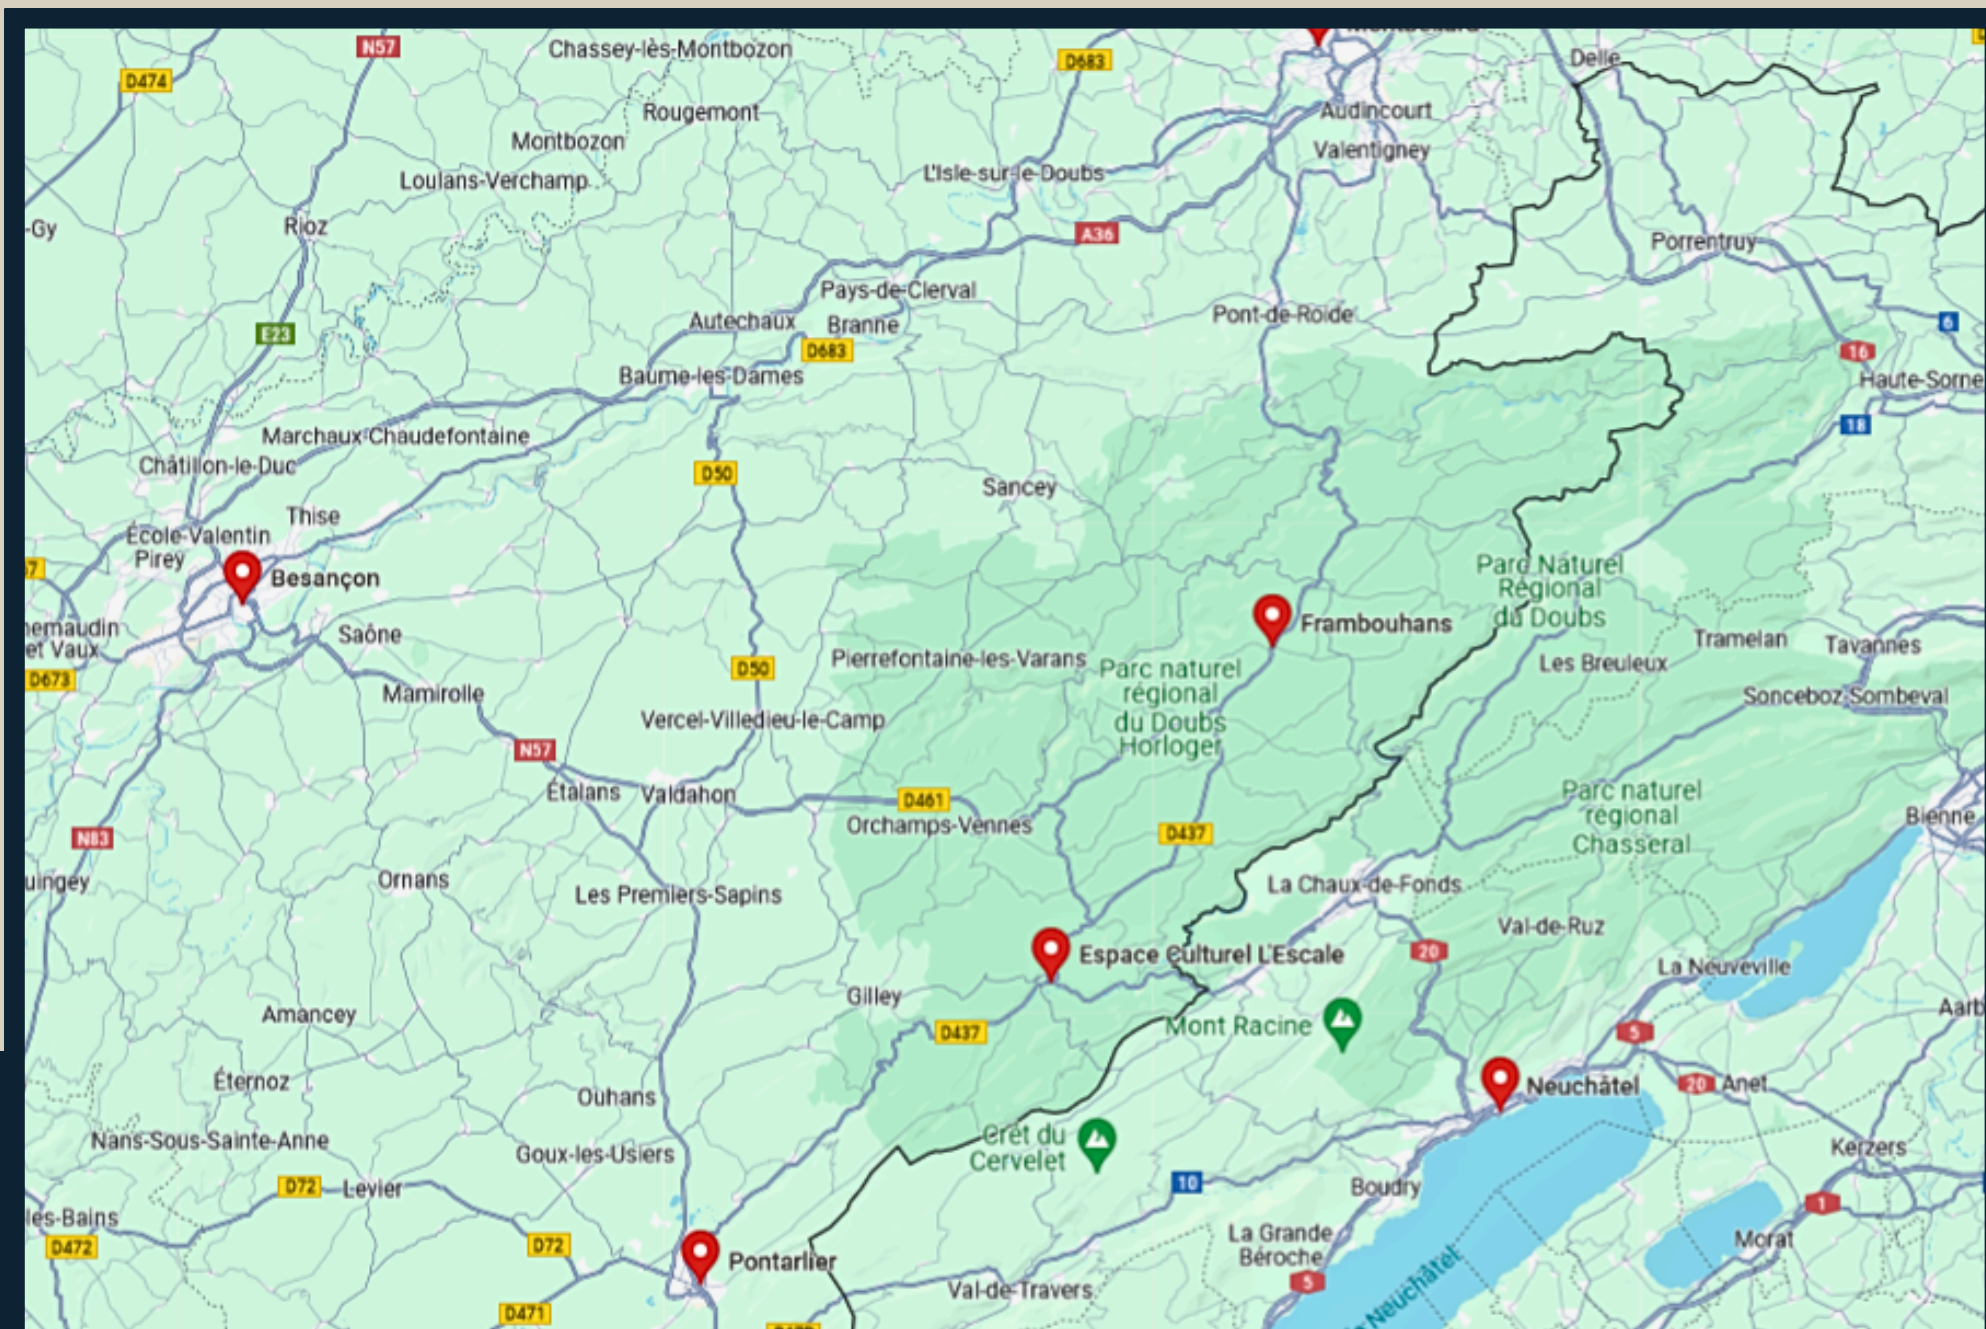 N57
Chassey-lès-Montbozon
D683
Delle
D474
Rougemont
Audincourt
Montbozon
Valentigney
L'Isle-sur-le-Doubs
Loulans-Verchamp
-Gy
Rioz
A36
Porrentruy
Pays-de-Clerval
Pont-de-Roide
Autechaux
Branne
6
E23
D683
16
Baume-les-Dames
Haute-Sorne
18
Marchaux-Chaudefontaine
Châtillon-le-Duc
D50
Sancey
Thise
École-Valentin
Pirey
Besançon
Parc Naturel
Régional
du Doubs
Frambouhans
Saône
et Vaux
Tramelan
Tavannes
Pierrefontaine-les-Varans
D50
Les Breuleux
Parc naturel
régional
du Doubs
Horloger
D673
Mamirolle
Sonceboz-Sombeval
Vercel-Villedieu-le-Camp
N57
Étalans
Valdahon
D461
Parc naturel
régional
Chasseral
Orchamps-Vennes
D437
Bienne
N83
uingey
Ornans
Les Premiers-Sapins
La Chaux-de-Fonds
Val-de-Ruz
Espace Culturel L'Escale
20
La Neuveville
Gilley
Amancey
D437
Mont Racine
5
Aarb
Éternoz
Ouhans
Neuchâtel
20
Anet
Nans-Sous-Sainte-Anne
Goux-les-Usiers
Crêt du
Cervelet
Kerzers
D72
Levier
10
Boudry
1
les-Bains
D472
D72
Pontarlier
La Grande
Béroche
Morat
Val-de-Travers
5
Neuchâtel
D471